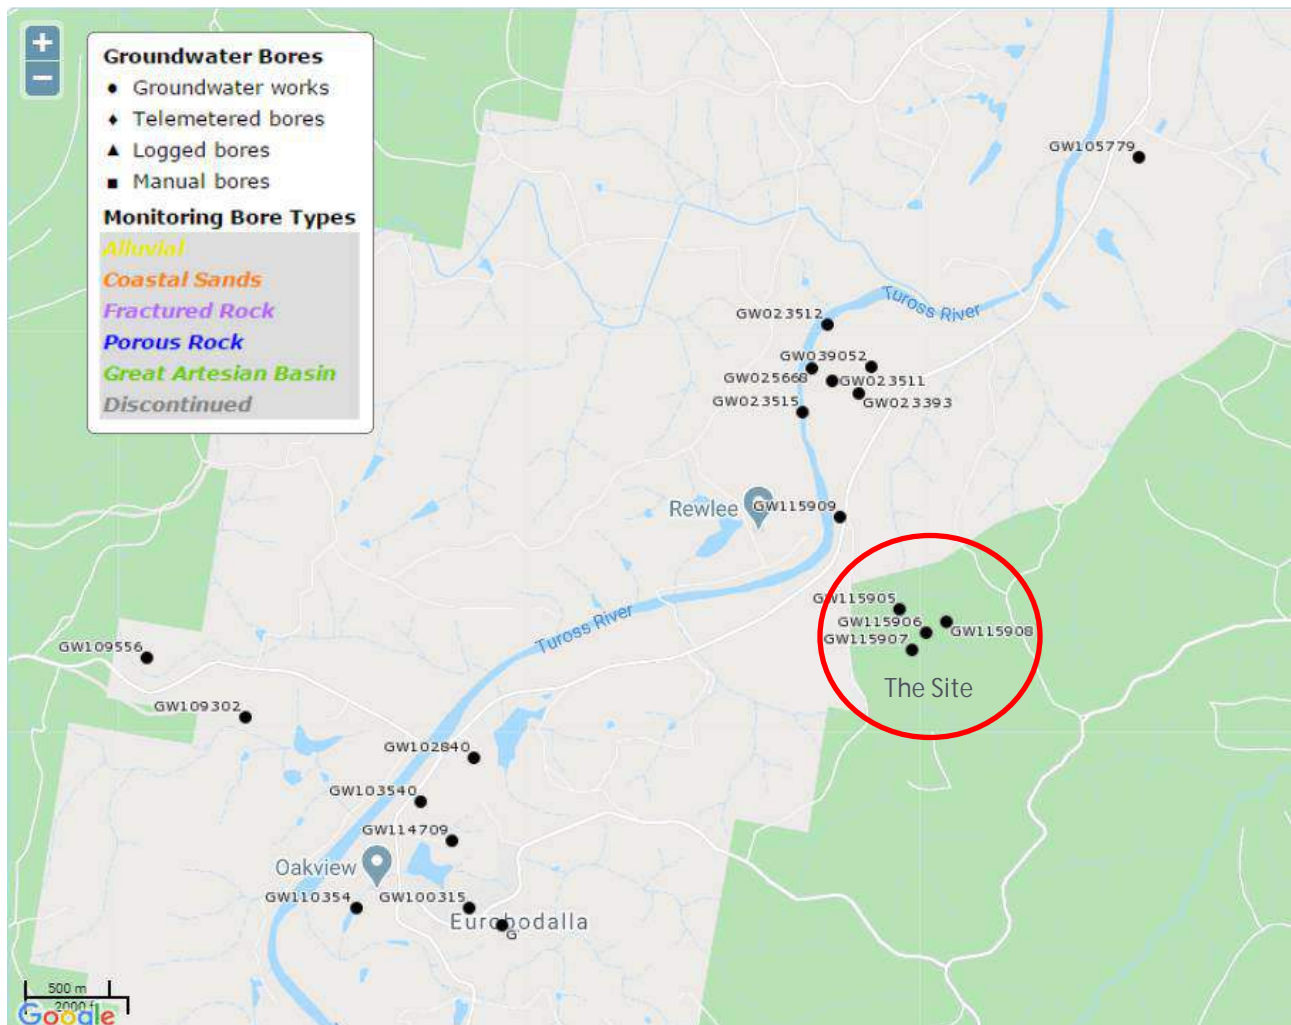 +
−
Groundwater Bores
Groundwater works
Telemetered bores
Logged bores
Manual bores
Monitoring Bore Types
Alluvial
Coastal Sands
Fractured Rock
Porous Rock
Great Artesian Basin
Discontinued
GW105779
Tuross River
GW023512
GW039052
GW025668
GW023511
GW023515
GW023393
Rewlee
GW115909
GW115905
GW115906
GW115908
GW115907
The Site
Tuross River
GW109556
GW109302
GW102840
GW103540
GW114709
Oakview
GW110354
GW100315
Eurobodalla
G
500 m
2000 f
Google